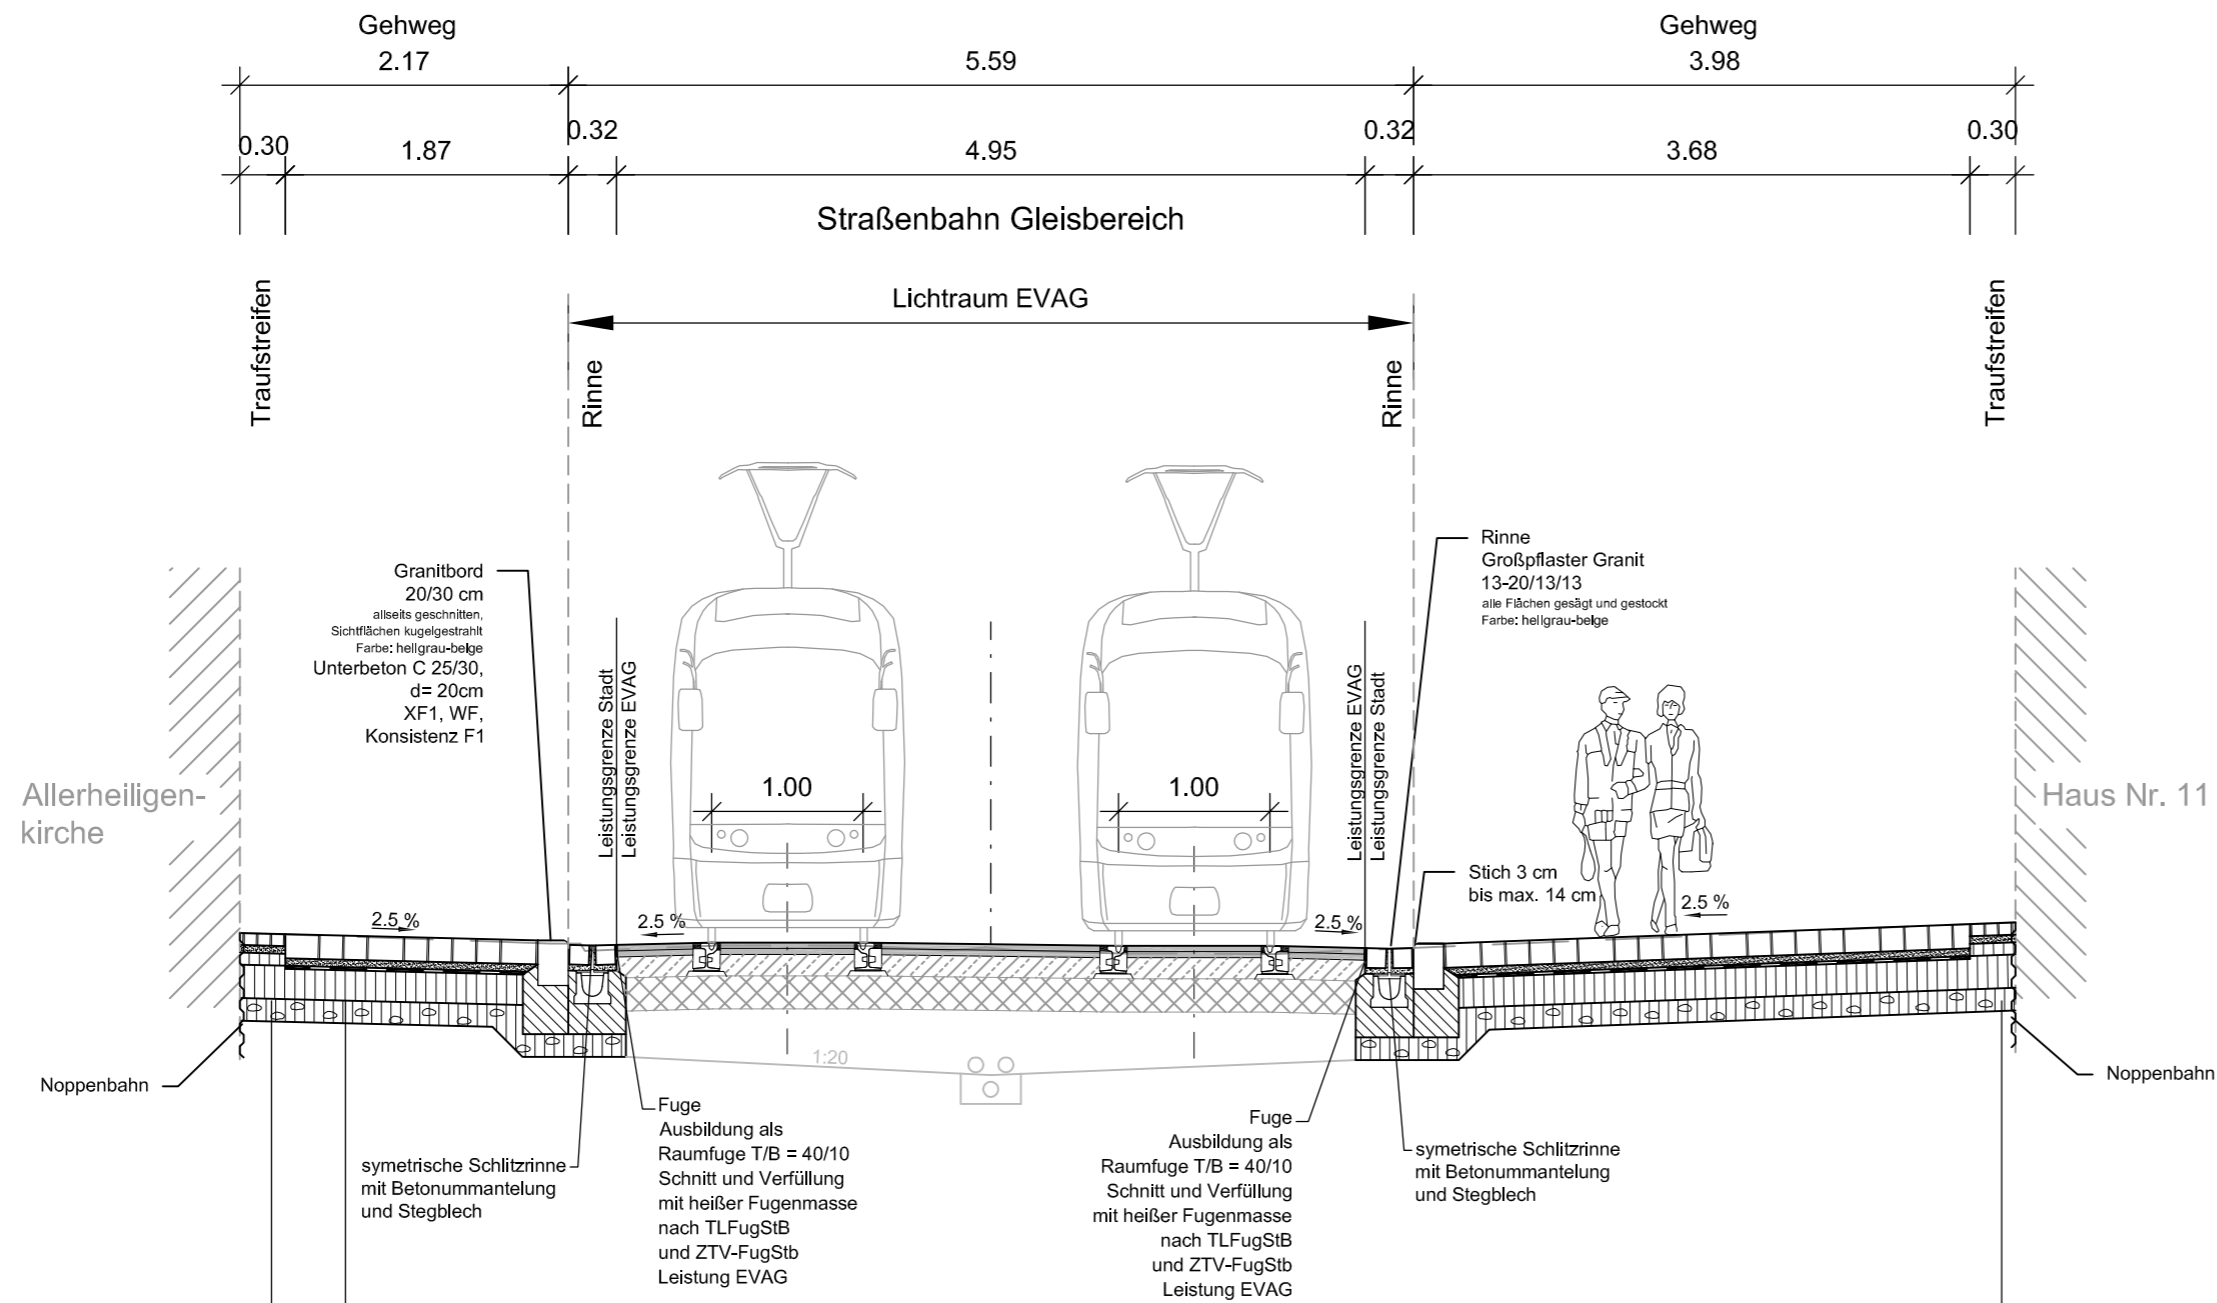 Gehweg
2.17
5.59
Gehweg
3.98
0.30
1.87
0.32
4.95
0.32
3.68
0.30
Straßenbahn Gleisbereich
Lichtraum EVAG
Traufstreifen
Rinne
Rinne
Traufstreifen
Granitbord
20/30 cm
allseits geschnitten,
Sichtflächen kugelgestrahlt
Farbe: hellgrau-beige
Unterbeton C 25/30,
d= 20cm
XF1, WF,
Konsistenz F1
Rinne
Großpflaster Granit
13-20/13/13
alle Flächen gesägt und gestockt
Farbe: hellgrau-beige
Leistungsgrenze Stadt
Leistungsgrenze EVAG
Leistungsgrenze EVAG
Leistungsgrenze Stadt
1.00
1.00
Allerheiligen-
kirche
Haus Nr. 11
Stich 3 cm
bis max. 14 cm
2.5 %
2.5 %
2.5 %
2.5 %
1:20
Noppenbahn
Noppenbahn
symetrische Schlitzrinne
mit Betonummantelung
und Stegblech
Fuge
Ausbildung als
Raumfuge T/B = 40/10
Schnitt und Verfüllung
mit heißer Fugenmasse
nach TLFugStB
und ZTV-FugStb
Leistung EVAG
Fuge
Ausbildung als
Raumfuge T/B = 40/10
Schnitt und Verfüllung
mit heißer Fugenmasse
nach TLFugStB
und ZTV-FugStb
Leistung EVAG
symetrische Schlitzrinne
mit Betonummantelung
und Stegblech